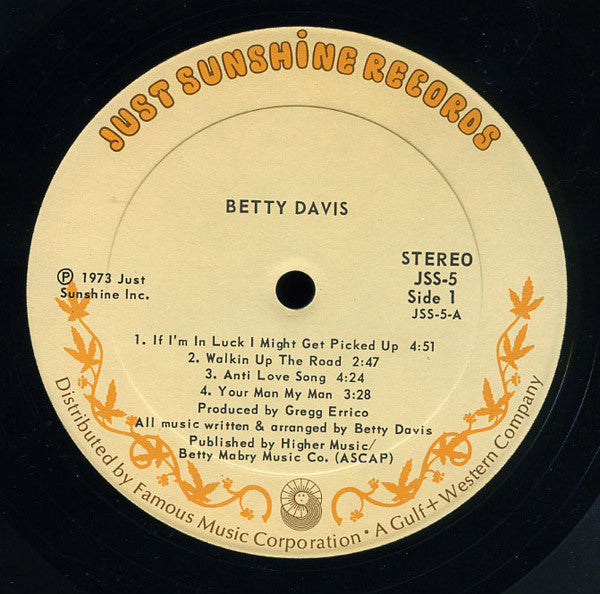 JUST SUNSHINE RECORDS
BETTY DAVIS
STEREO
JSS-5
Side 1
JSS-5-A
Ⓟ 1973 Just
Sunshine Inc.
1. If I'm In Luck I Might Get Picked Up 4:51
2. Walkin Up The Road 2:47
3. Anti Love Song 4:24
4. Your Man My Man 3:28
Produced by Gregg Errico
All music written & arranged by Betty Davis
Published by Higher Music/
Betty Mabry Music Co. (ASCAP)
Distributed by Famous Music Corporation • A Gulf+Western Company